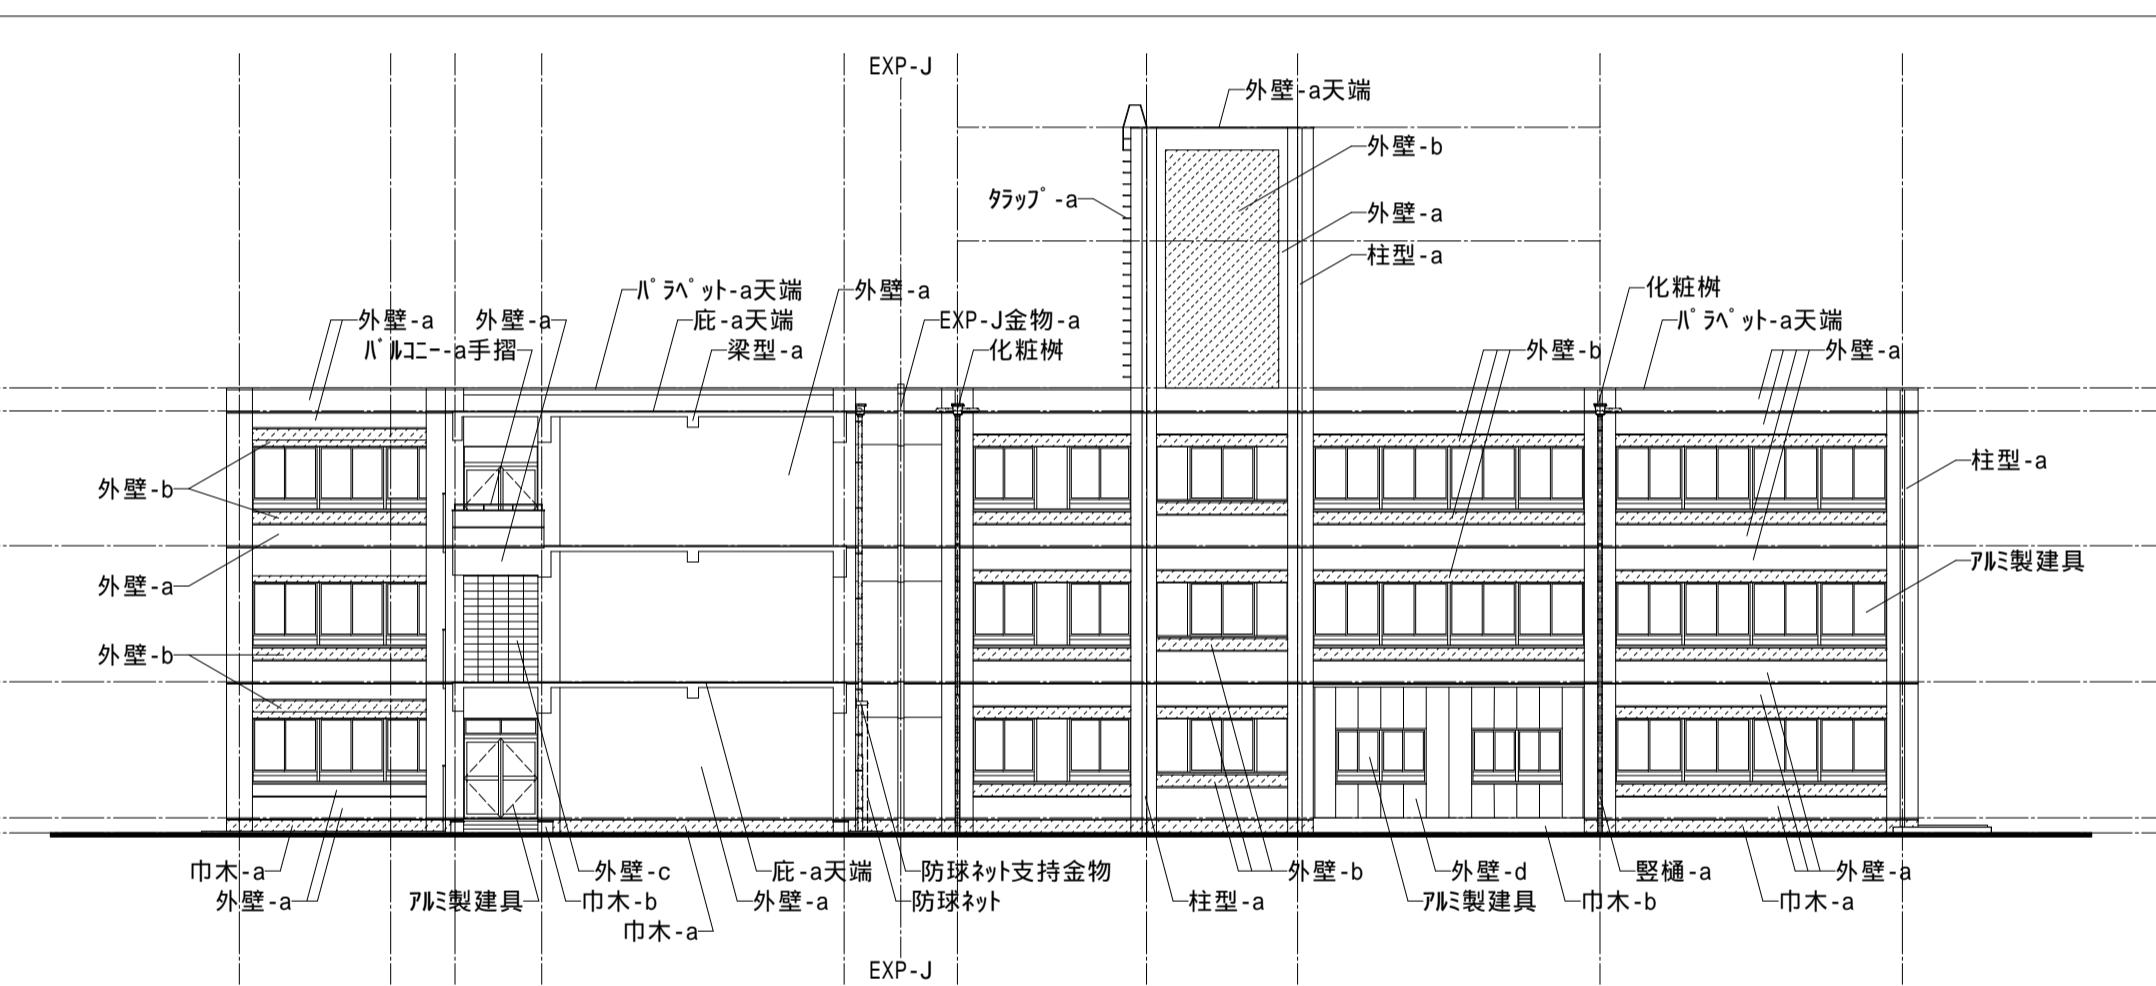 EXP-J
外壁-a天端
外壁-b
タラップ-a
外壁-a
柱型-a
パラペット-a天端
外壁-a
化粧桝
外壁-a
外壁-a
庇-a天端
EXP-J金物-a
パラペット-a天端
バルコニー-a手摺
梁型-a
化粧桝
外壁-b
外壁-a
柱型-a
外壁-b
アルミ製建具
外壁-a
外壁-b
巾木-a
外壁-c
庇-a天端
防球ネット支持金物
外壁-b
外壁-d
竪樋-a
外壁-a
外壁-a
アルミ製建具
巾木-b
外壁-a
防球ネット
柱型-a
アルミ製建具
巾木-b
巾木-a
巾木-a
EXP-J